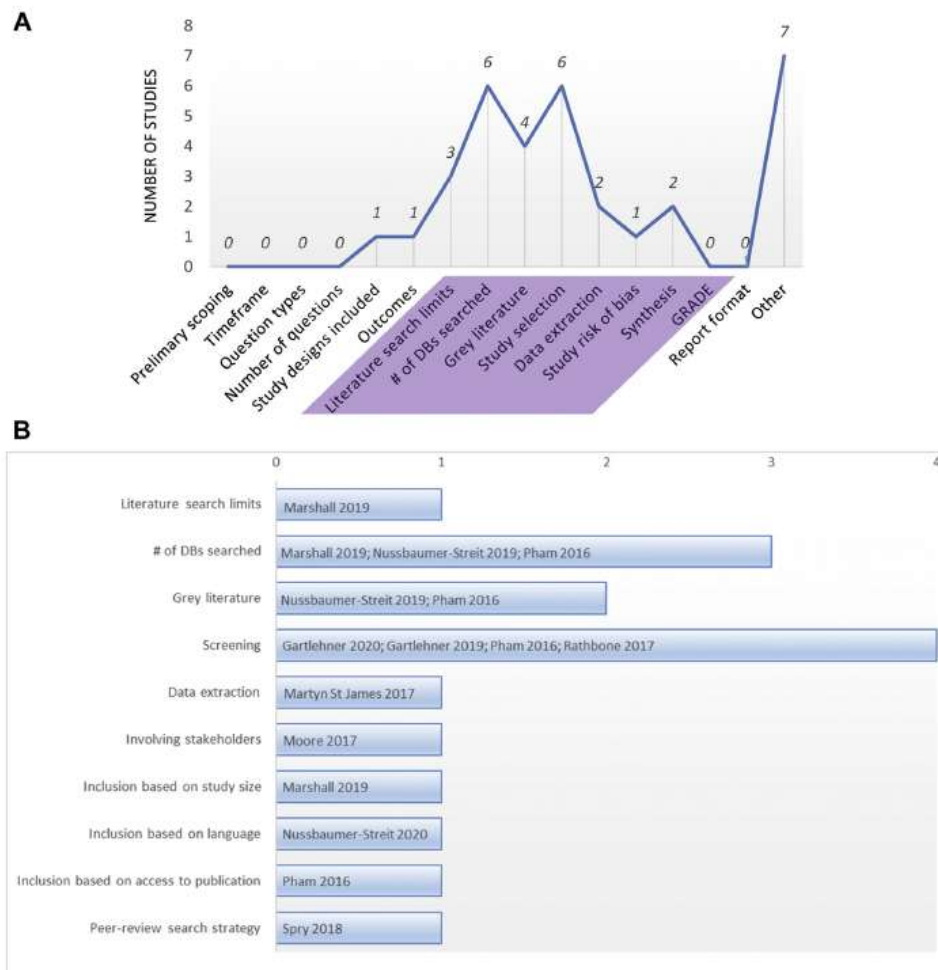 A
NUMBER OF STUDIES
8
7
6
5
4
3
2
1
0
0
0
0
0
1
1
3
6
4
6
2
1
2
0
0
7
Prelimary scoping
Timeframe
Question types
Number of questions
Study designs included
Outcomes
Literature search limits
# of DBs searched
Grey literature
Study selection
Data extraction
Study risk of bias
Synthesis
GRADE
Report format
Other
B
0 1 2 3 4
Literature search limits Marshall 2019
# of DBs searched Marshall 2019; Nussbaumer-Streit 2019; Pham 2016
Grey literature Nussbaumer-Streit 2019; Pham 2016
Screening Gartlehner 2020; Gartlehner 2019; Pham 2016; Rathbone 2017
Data extraction Martyn St James 2017
Involving stakeholders Moore 2017
Inclusion based on study size Marshall 2019
Inclusion based on language Nussbaumer-Streit 2020
Inclusion based on access to publication Pham 2016
Peer-review search strategy Spry 2018